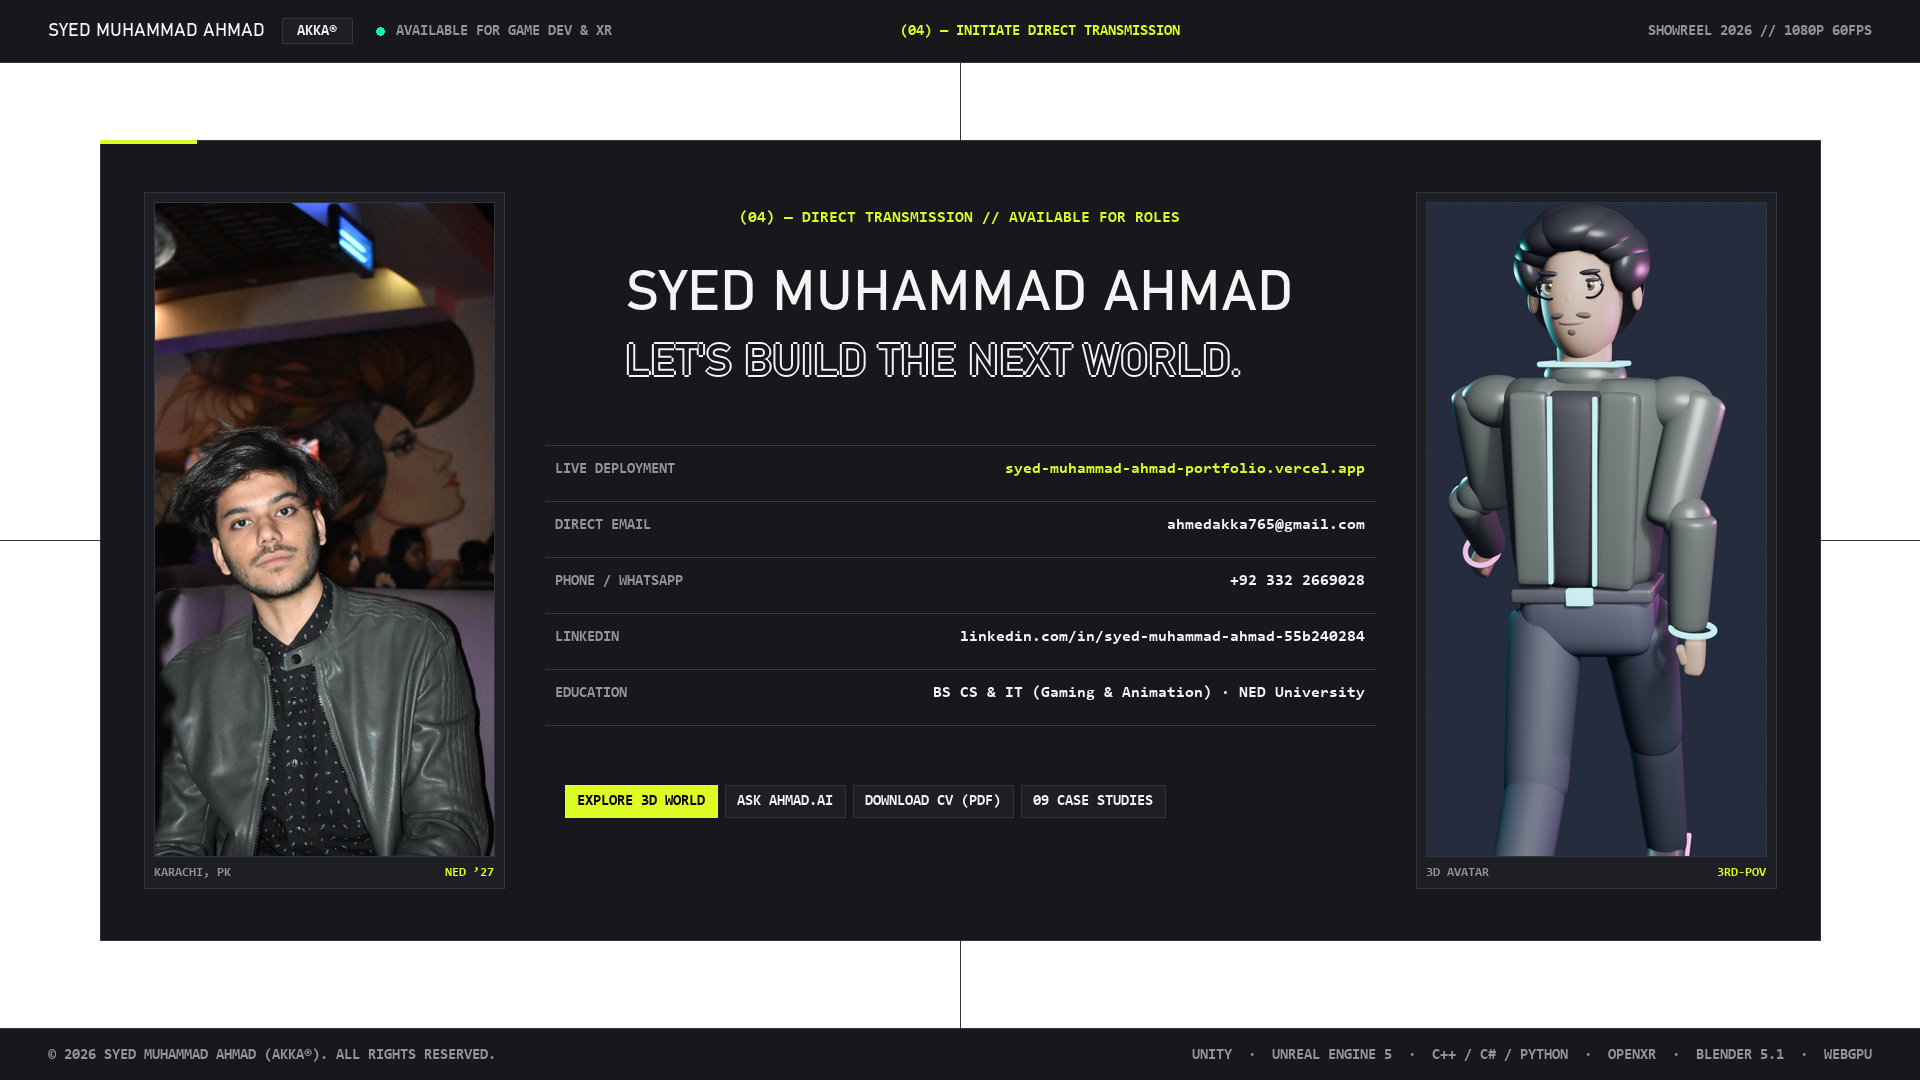 SYED MUHAMMAD AHMAD AKKA® AVAILABLE FOR GAME DEV & XR (04) — INITIATE DIRECT TRANSMISSION SHOWREEL 2026 // 1080P 60FPS
(04) — DIRECT TRANSMISSION // AVAILABLE FOR ROLES
SYED MUHAMMAD AHMAD
LET'S BUILD THE NEXT WORLD.
LIVE DEPLOYMENT syed-muhammad-ahmad-portfolio.vercel.app
DIRECT EMAIL ahmedakka765@gmail.com
PHONE / WHATSAPP +92 332 2669028
LINKEDIN linkedin.com/in/syed-muhammad-ahmad-55b240284
EDUCATION BS CS & IT (Gaming & Animation) · NED University
EXPLORE 3D WORLD ASK AHMAD.AI DOWNLOAD CV (PDF) 09 CASE STUDIES
KARACHI, PK NED ’27
3D AVATAR 3RD-POV
© 2026 SYED MUHAMMAD AHMAD (AKKA®). ALL RIGHTS RESERVED. UNITY · UNREAL ENGINE 5 · C++ / C# / PYTHON · OPENXR · BLENDER 5.1 · WEBGPU